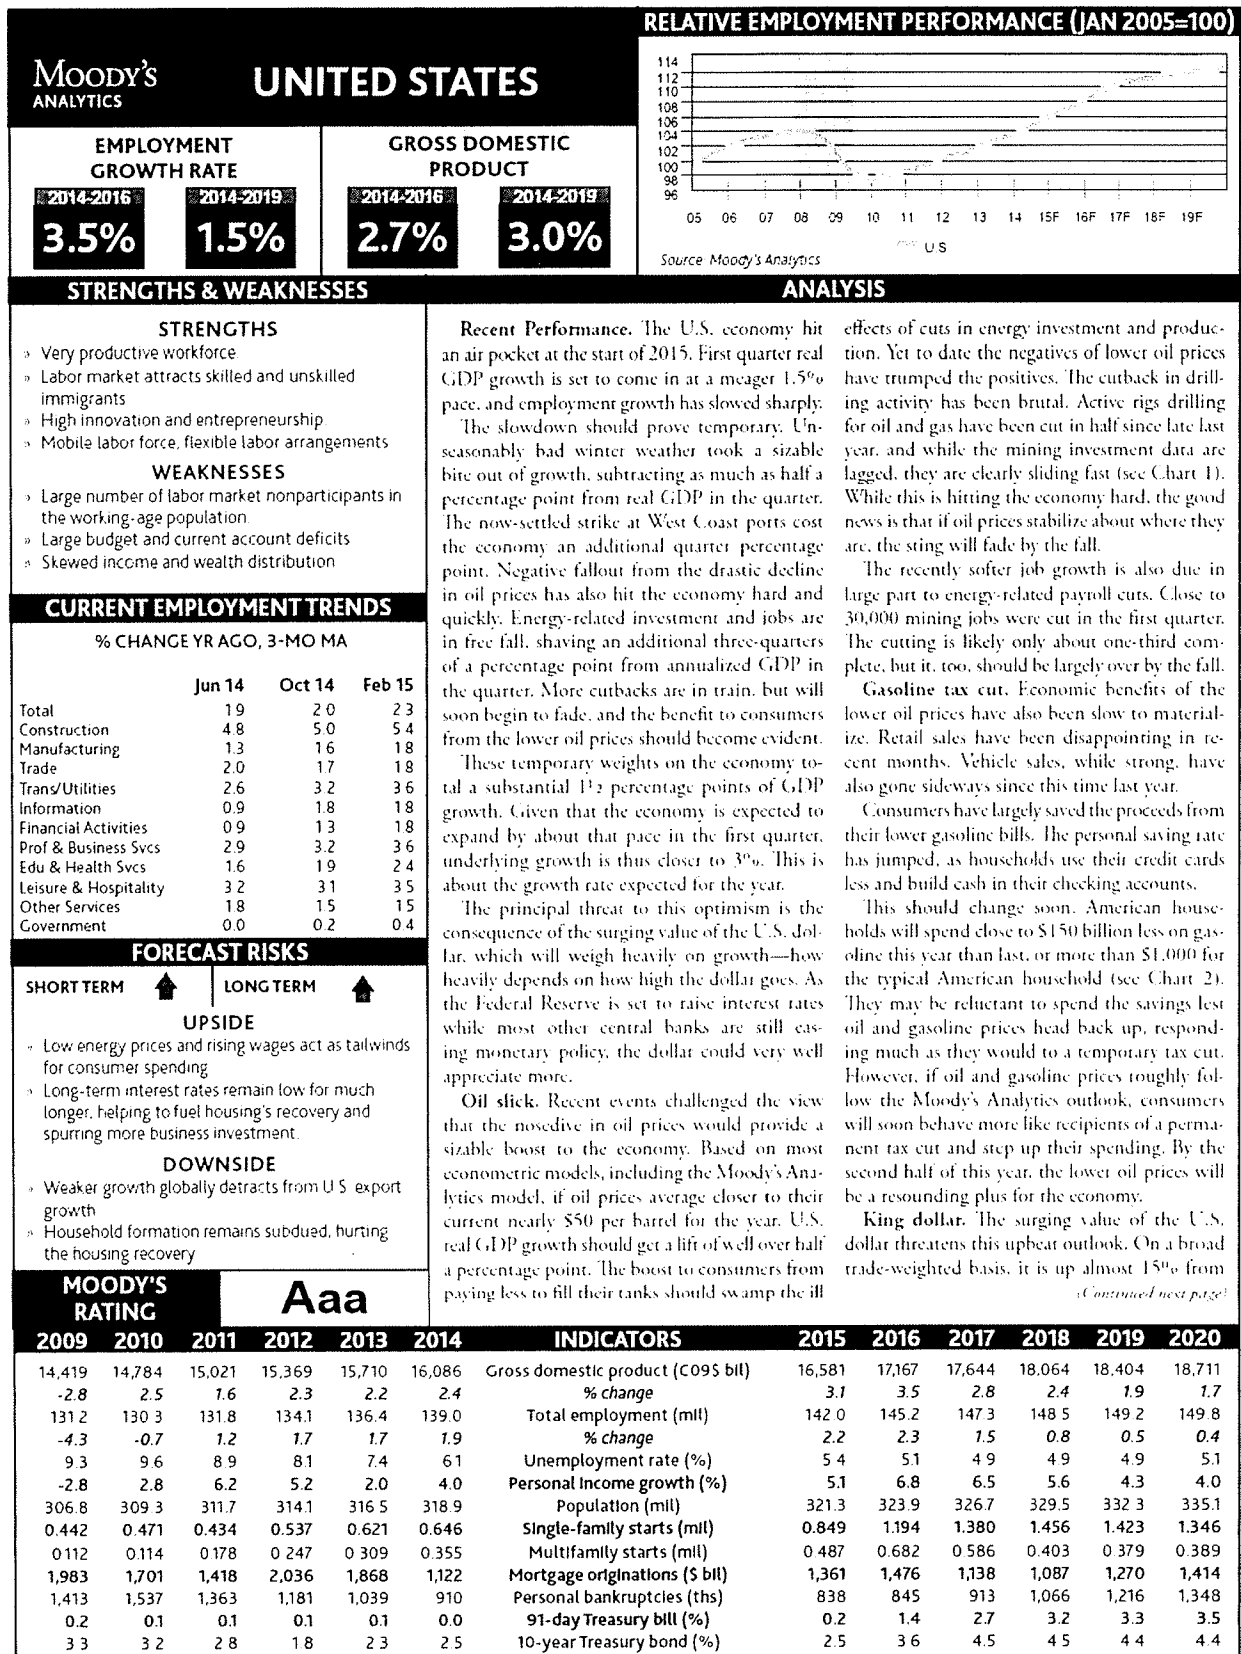 MOODY'S
ANALYTICS
UNITED STATES
EMPLOYMENT
GROWTH RATE
2014-2016 2014-2019
3.5% 1.5%
GROSS DOMESTIC
PRODUCT
2014-2016 2014-2019
2.7% 3.0%
RELATIVE EMPLOYMENT PERFORMANCE (JAN 2005=100)
114
112
110
108
106
104
102
100
98
96
05 06 07 08 09 10 11 12 13 14 15F 16F 17F 18F 19F
U.S
Source Moody's Analytics
STRENGTHS & WEAKNESSES
STRENGTHS
» Very productive workforce
» Labor market attracts skilled and unskilled
immigrants
» High innovation and entrepreneurship
» Mobile labor force, flexible labor arrangements
WEAKNESSES
» Large number of labor market nonparticipants in
the working-age population
» Large budget and current account deficits
» Skewed income and wealth distribution
CURRENT EMPLOYMENT TRENDS
% CHANGE YR AGO, 3-MO MA
Jun 14 Oct 14 Feb 15
Total 1 9 2 0 2 3
Construction 4.8 5.0 5 4
Manufacturing 1.3 1 6 1 8
Trade 2.0 1.7 1 8
Trans/Utilities 2.6 3.2 3 6
Information 0.9 1.8 1 8
Financial Activities 0 9 1 3 1.8
Prof & Business Svcs 2.9 3.2 3 6
Edu & Health Svcs 1.6 1 9 2 4
Leisure & Hospitality 3 2 3 1 3 5
Other Services 1 8 1 5 1 5
Government 0.0 0.2 0.4
FORECAST RISKS
SHORT TERM LONG TERM
UPSIDE
» Low energy prices and rising wages act as tailwinds
for consumer spending
» Long-term interest rates remain low for much
longer, helping to fuel housing's recovery and
spurring more business investment.
DOWNSIDE
» Weaker growth globally detracts from U S export
growth
» Household formation remains subdued, hurting
the housing recovery
MOODY'S
RATING
Aaa
ANALYSIS
Recent Performance. The U.S. economy hit
an air pocket at the start of 2015. First quarter real
GDP growth is set to come in at a meager 1.5%
pace, and employment growth has slowed sharply.
The slowdown should prove temporary. Un-
seasonably bad winter weather took a sizable
bite out of growth, subtracting as much as half a
percentage point from real GDP in the quarter.
The now-settled strike at West Coast ports cost
the economy an additional quarter percentage
point. Negative fallout from the drastic decline
in oil prices has also hit the economy hard and
quickly. Energy-related investment and jobs are
in free fall, shaving an additional three-quarters
of a percentage point from annualized GDP in
the quarter. More cutbacks are in train, but will
soon begin to fade, and the benefit to consumers
from the lower oil prices should become evident.
These temporary weights on the economy to-
tal a substantial 1½ percentage points of GDP
growth. Given that the economy is expected to
expand by about that pace in the first quarter,
underlying growth is thus closer to 3%. This is
about the growth rate expected for the year.
The principal threat to this optimism is the
consequence of the surging value of the U.S. dol-
lar, which will weigh heavily on growth—how
heavily depends on how high the dollar goes. As
the Federal Reserve is set to raise interest rates
while most other central banks are still eas-
ing monetary policy, the dollar could very well
appreciate more.
Oil slick. Recent events challenged the view
that the nosedive in oil prices would provide a
sizable boost to the economy. Based on most
econometric models, including the Moody's Ana-
lytics model, if oil prices average closer to their
current nearly $50 per barrel for the year, U.S.
real GDP growth should get a lift of well over half
a percentage point. The boost to consumers from
paying less to fill their tanks should swamp the ill
effects of cuts in energy investment and produc-
tion. Yet to date the negatives of lower oil prices
have trumped the positives. The cutback in drill-
ing activity has been brutal. Active rigs drilling
for oil and gas have been cut in half since late last
year, and while the mining investment data are
lagged, they are clearly sliding fast (see Chart 1).
While this is hitting the economy hard, the good
news is that if oil prices stabilize about where they
are, the sting will fade by the fall.
The recently softer job growth is also due in
large part to energy-related payroll cuts. Close to
30,000 mining jobs were cut in the first quarter.
The cutting is likely only about one-third com-
plete, but it, too, should be largely over by the fall.
Gasoline tax cut. Economic benefits of the
lower oil prices have also been slow to material-
ize. Retail sales have been disappointing in re-
cent months. Vehicle sales, while strong, have
also gone sideways since this time last year.
Consumers have largely saved the proceeds from
their lower gasoline bills. The personal saving rate
has jumped, as households use their credit cards
less and build cash in their checking accounts.
This should change soon. American house-
holds will spend close to $150 billion less on gas-
oline this year than last, or more than $1,000 for
the typical American household (see Chart 2).
They may be reluctant to spend the savings lest
oil and gasoline prices head back up, respond-
ing much as they would to a temporary tax cut.
However, if oil and gasoline prices roughly fol-
low the Moody's Analytics outlook, consumers
will soon behave more like recipients of a perma-
nent tax cut and step up their spending. By the
second half of this year, the lower oil prices will
be a resounding plus for the economy.
King dollar. The surging value of the U.S.
dollar threatens this upbeat outlook. On a broad
trade-weighted basis, it is up almost 15% from
(Continued next page)
2009 2010 2011 2012 2013 2014 INDICATORS 2015 2016 2017 2018 2019 2020
14,419 14,784 15,021 15,369 15,710 16,086 Gross domestic product (C09$ bil) 16,581 17,167 17,644 18,064 18,404 18,711
-2.8 2.5 1.6 2.3 2.2 2.4 % change 3.1 3.5 2.8 2.4 1.9 1.7
131 2 130 3 131.8 134.1 136.4 139.0 Total employment (mil) 142 0 145.2 147.3 148 5 149 2 149.8
-4.3 -0.7 1.2 1.7 1.7 1.9 % change 2.2 2.3 1.5 0.8 0.5 0.4
9.3 9.6 8 9 8.1 7.4 6 1 Unemployment rate (%) 5 4 5.1 4 9 4.9 4.9 5.1
-2.8 2.8 6.2 5.2 2.0 4.0 Personal income growth (%) 5.1 6.8 6.5 5.6 4.3 4.0
306.8 309 3 311.7 314.1 316 5 318.9 Population (mil) 321.3 323.9 326.7 329.5 332 3 335.1
0.442 0.471 0.434 0.537 0.621 0.646 Single-family starts (mil) 0.849 1.194 1.380 1.456 1.423 1.346
0 112 0.114 0.178 0 247 0 309 0.355 Multifamily starts (mil) 0 487 0.682 0.586 0.403 0.379 0.389
1,983 1,701 1,418 2,036 1,868 1,122 Mortgage originations ($ bil) 1,361 1,476 1,138 1,087 1,270 1,414
1,413 1,537 1,363 1,181 1,039 910 Personal bankruptcies (ths) 838 845 913 1,066 1,216 1,348
0.2 0.1 0.1 0.1 0.1 0.0 91-day Treasury bill (%) 0.2 1.4 2.7 3.2 3.3 3.5
3 3 3 2 2 8 1 8 2 3 2.5 10-year Treasury bond (%) 2.5 3 6 4.5 4 5 4 4 4.4